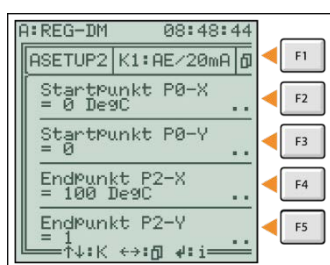 A:REG-DM 08:48:44
ASETUP2 K1:AE/20mA
F1
Startpunkt P0-X
= 0 DegC ..
F2
Startpunkt P0-Y
= 0 ..
F3
Endpunkt P2-X
= 100 DegC ..
F4
Endpunkt P2-Y
= 1 ..
F5
↑↓:K ←→: ↲:i